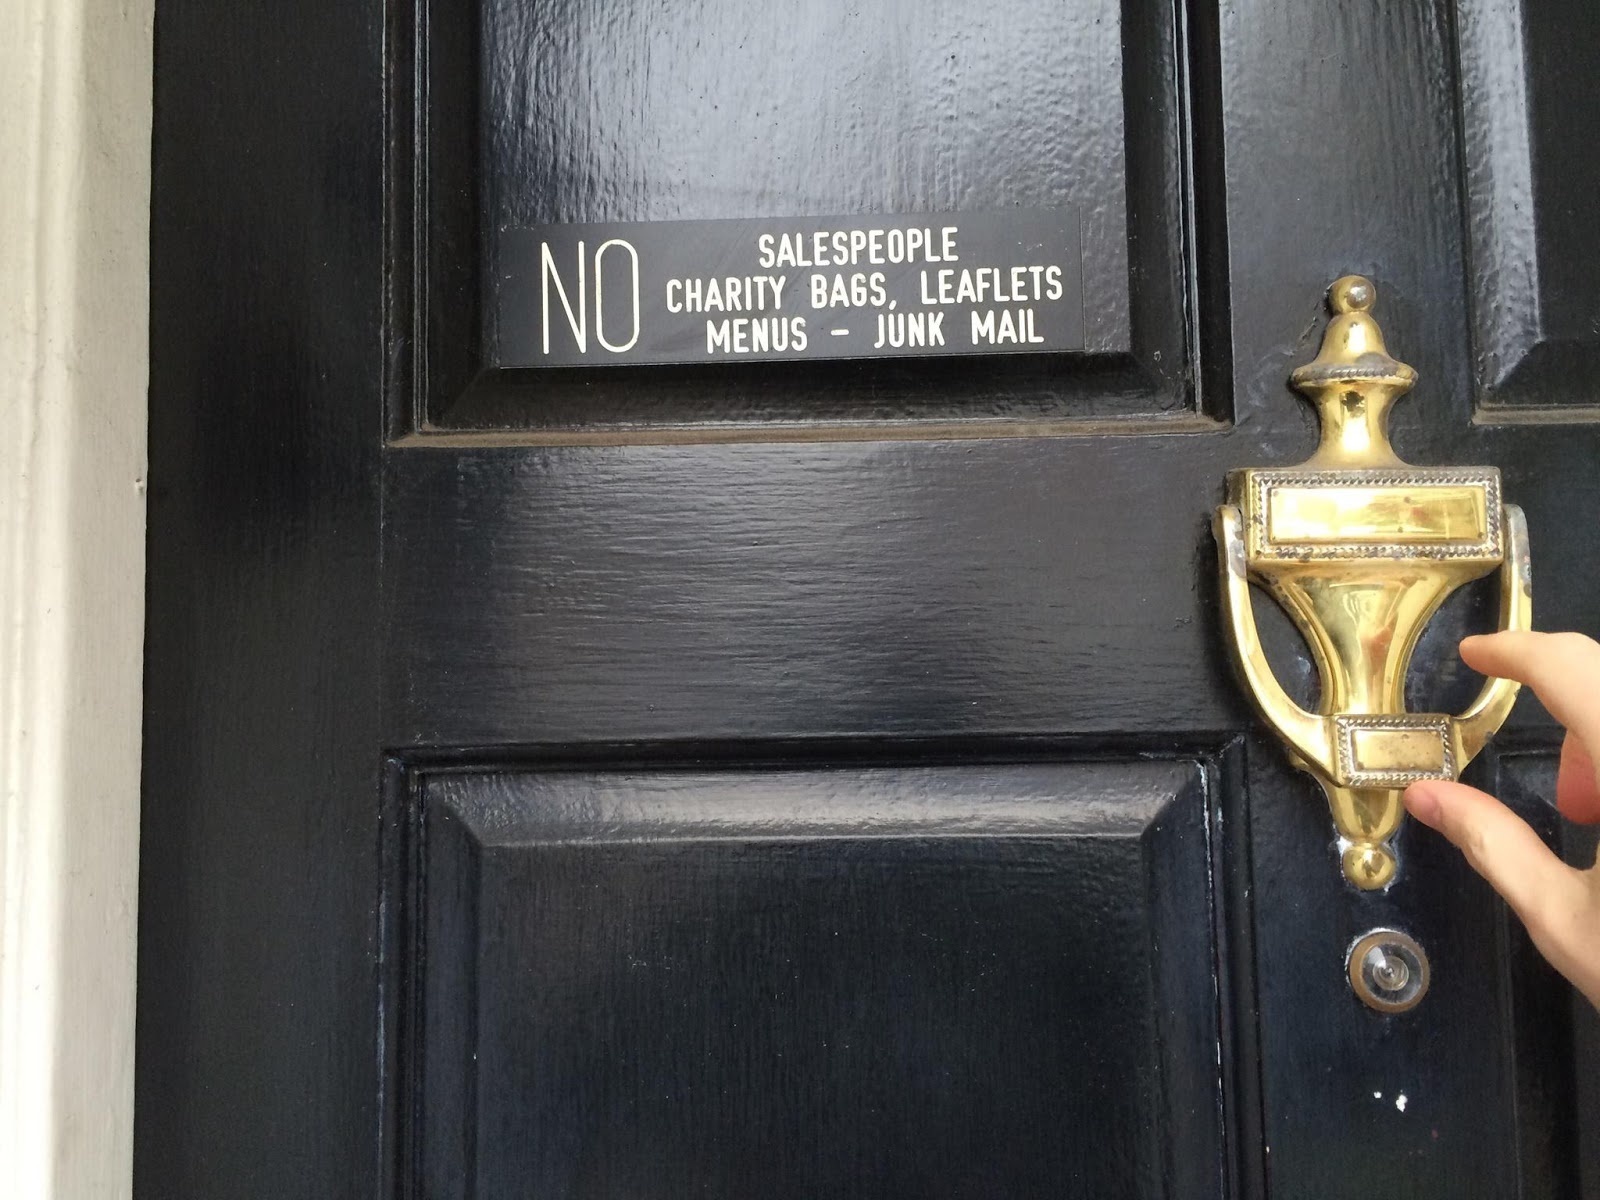 NO
SALESPEOPLE
CHARITY BAGS, LEAFLETS
MENUS - JUNK MAIL